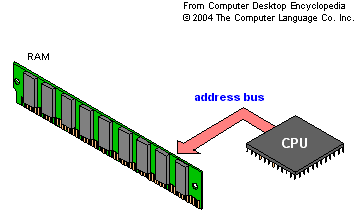 From Computer Desktop Encyclopedia
© 2004 The Computer Language Co. Inc.
RAM
address bus
CPU